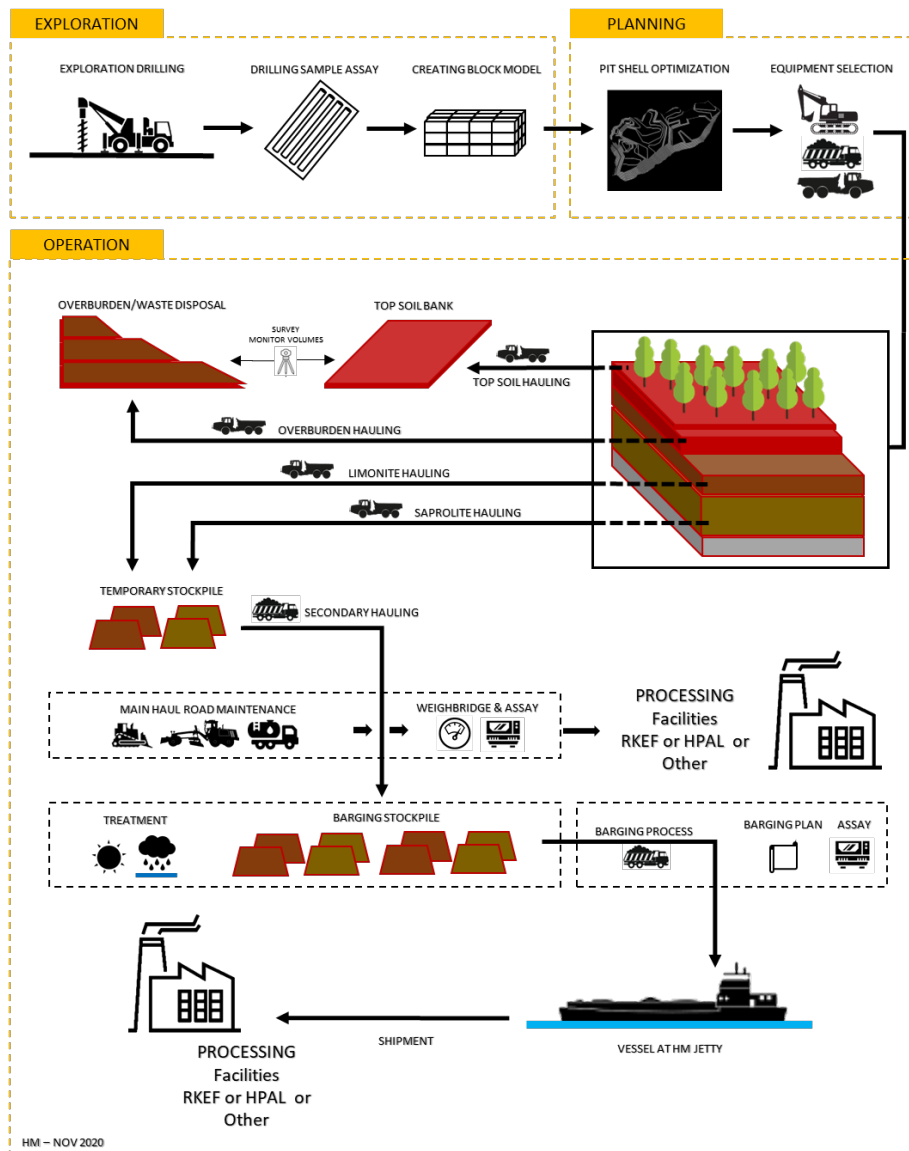 EXPLORATION
PLANNING
EXPLORATION DRILLING
DRILLING SAMPLE ASSAY
CREATING BLOCK MODEL
PIT SHELL OPTIMIZATION
EQUIPMENT SELECTION
OPERATION
OVERBURDEN/WASTE DISPOSAL
TOP SOIL BANK
SURVEY
MONITOR VOLUMES
TOP SOIL HAULING
OVERBURDEN HAULING
LIMONITE HAULING
SAPROLITE HAULING
TEMPORARY STOCKPILE
SECONDARY HAULING
MAIN HAUL ROAD MAINTENANCE
WEIGHBRIDGE & ASSAY
PROCESSING
Facilities
RKEF or HPAL or
Other
TREATMENT
BARGING STOCKPILE
BARGING PROCESS
BARGING PLAN
ASSAY
SHIPMENT
VESSEL AT HM JETTY
PROCESSING
Facilities
RKEF or HPAL or
Other
HM – NOV 2020